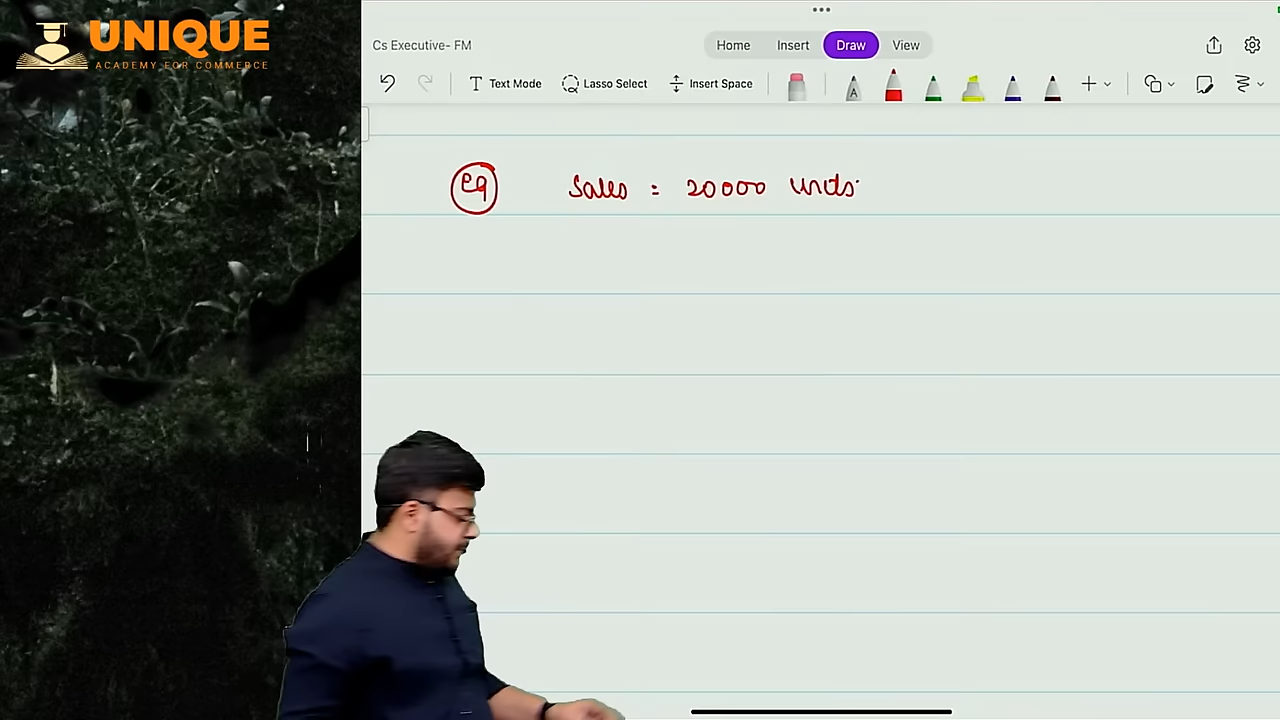 UNIQUE
ACADEMY FOR COMMERCE
Cs Executive- FM
Home Insert Draw View
Text Mode Lasso Select Insert Space
A
eg Sales = 20000 units